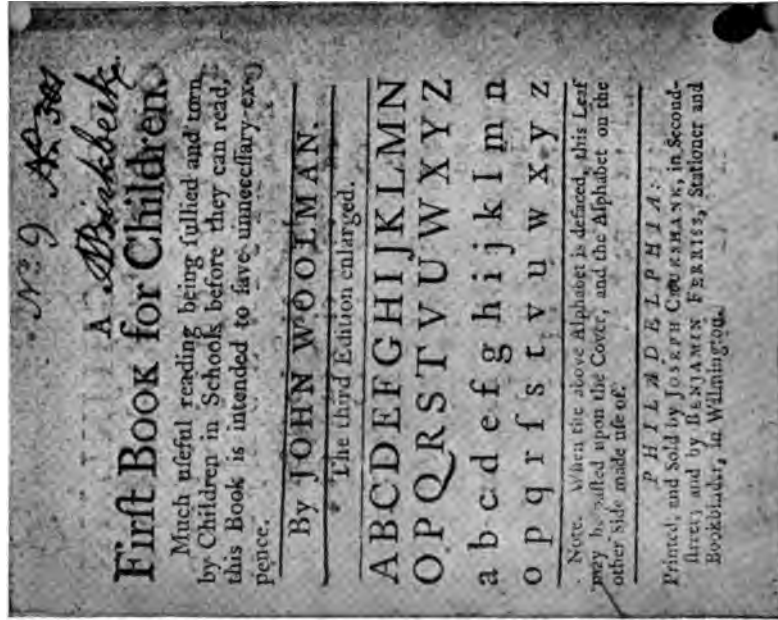 No 9
A
Firſt Book for Children.
Much uſeful reading being ſullied and torn
by Children in Schools before they can read,
this Book is intended to ſave unneceſſary ex-
pence.
By JOHN WOOLMAN.
The third Edition enlarged.
ABCDEFGHIJKLMN
OPQRSTVUWXYZ
a b c d e f g h i j k l m n
o p q r ſ s t v u w x y z
Note. When the above Alphabet is defaced, this Leaf
may be paſted upon the Cover, and the Alphabet on the
other ſide made uſe of.
PHILADELPHIA:
Printed, and Sold by JOSEPH CRUKSHANK, in Second-
ſtreet; and by BENJAMIN FERRISS, Stationer and
Bookbinder, in Wilmington.